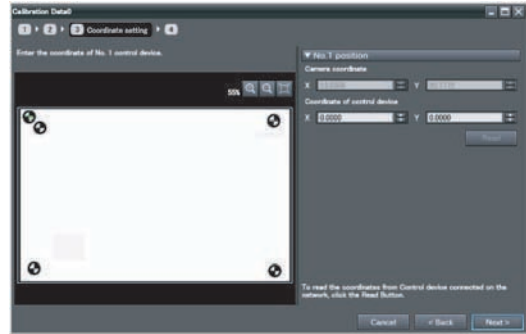 Calibration Data0
1 2 3 Coordinate setting 4
Enter the coordinate of No. 1 control device.
55%
▼ No.1 position
Camera coordinate
X Y
Coordinate of control device
X 0.0000 Y 0.0000
Read
To read the coordinates from Control device connected on the
network, click the Read Button.
Cancel < Back Next >